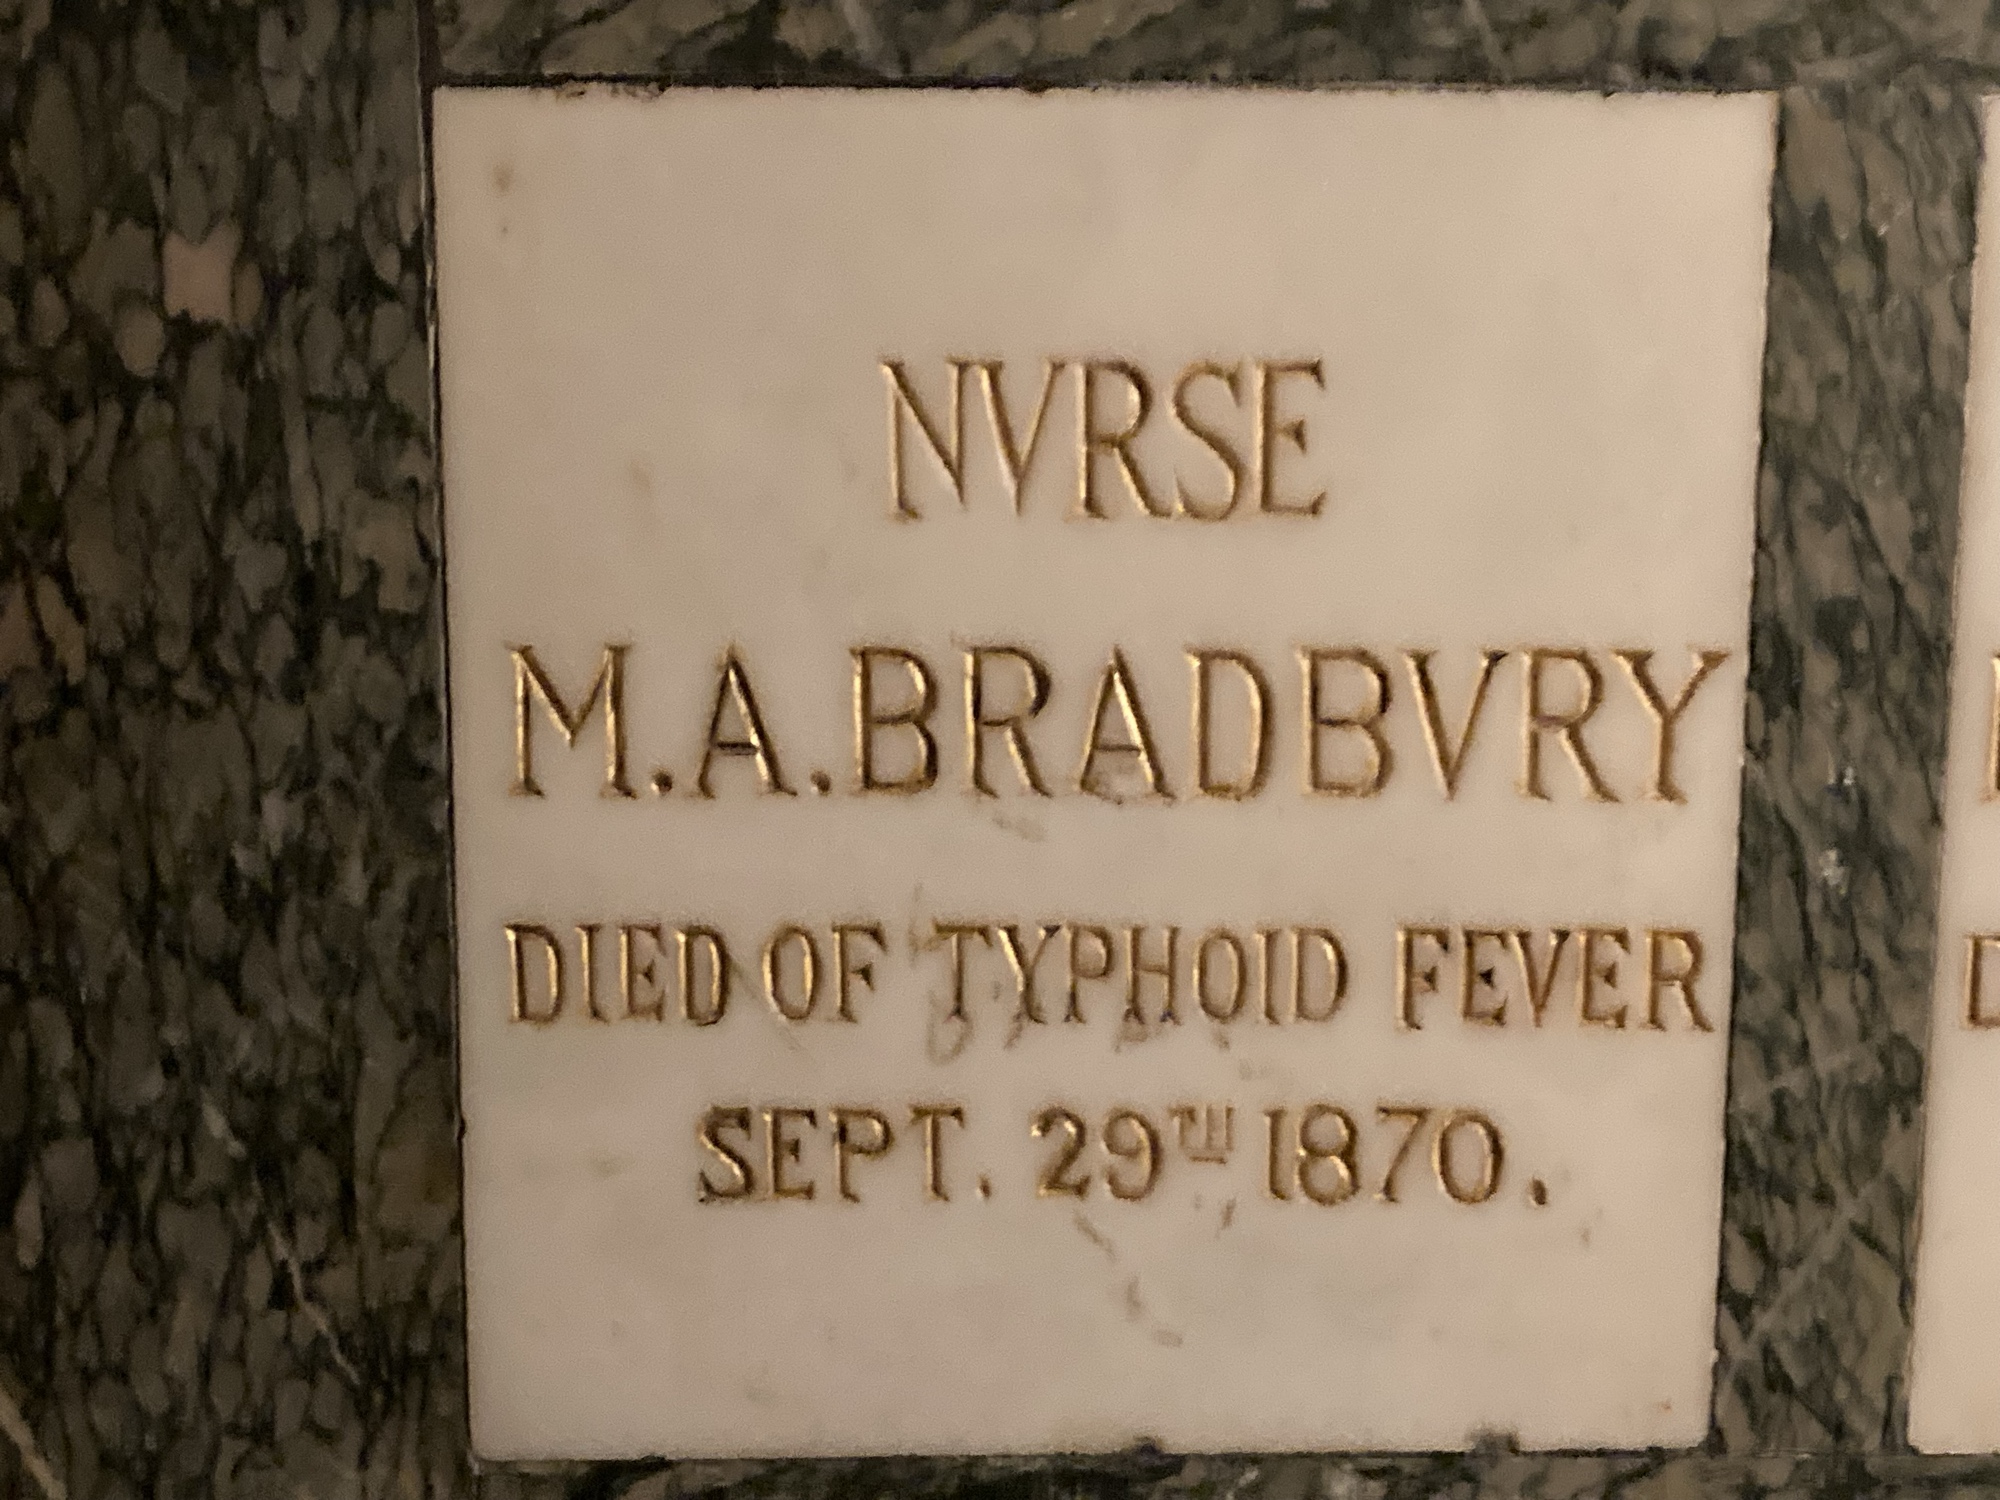 NVRSE
M.A.BRADBVRY
DIED OF TYPHOID FEVER
SEPT. 29TH 1870.